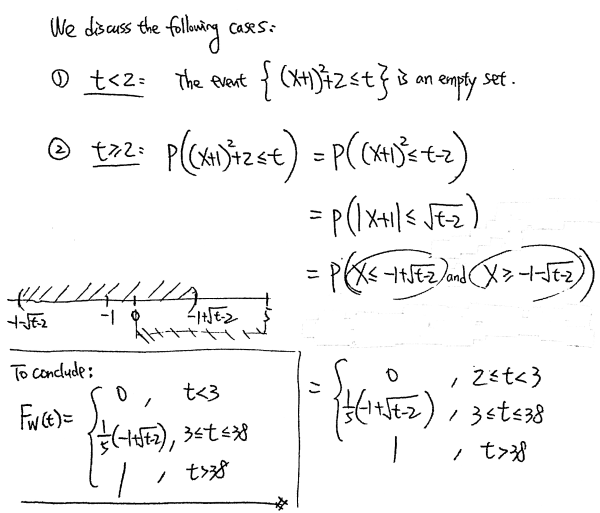 We discuss the following cases:
① t<2: The event { (X+1)²+2≤t } is an empty set.
② t≥2: P((X+1)²+2≤t) = P((X+1)²≤t-2)
= P(|X+1|≤√t-2)
= P(X≤-1+√t-2 and X≥-1-√t-2)
-1-√t-2 -1 0 -1+√t-2 5
= { 0 , 2≤t<3
1/5(-1+√t-2) , 3≤t≤38
1 , t>38
To conclude:
F_W(t)= { 0 , t<3
1/5(-1+√t-2), 3≤t≤38
1 , t>38